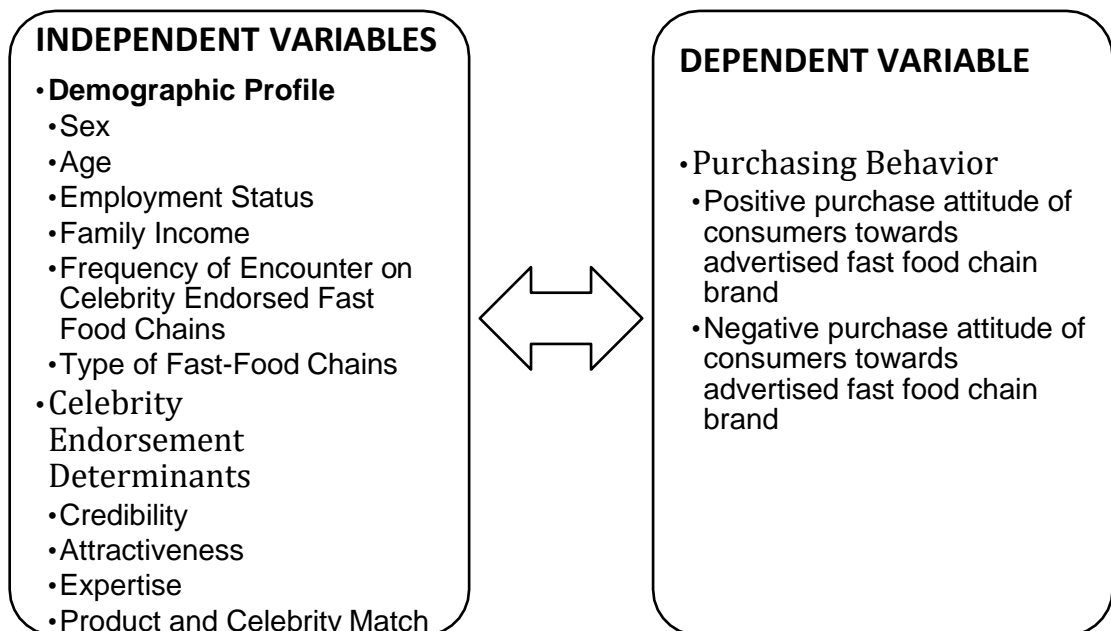 INDEPENDENT VARIABLES
•Demographic Profile
•Sex
•Age
•Employment Status
•Family Income
•Frequency of Encounter on
Celebrity Endorsed Fast
Food Chains
•Type of Fast-Food Chains
•Celebrity
Endorsement
Determinants
•Credibility
•Attractiveness
•Expertise
•Product and Celebrity Match
DEPENDENT VARIABLE
•Purchasing Behavior
•Positive purchase attitude of
consumers towards
advertised fast food chain
brand
•Negative purchase attitude of
consumers towards
advertised fast food chain
brand